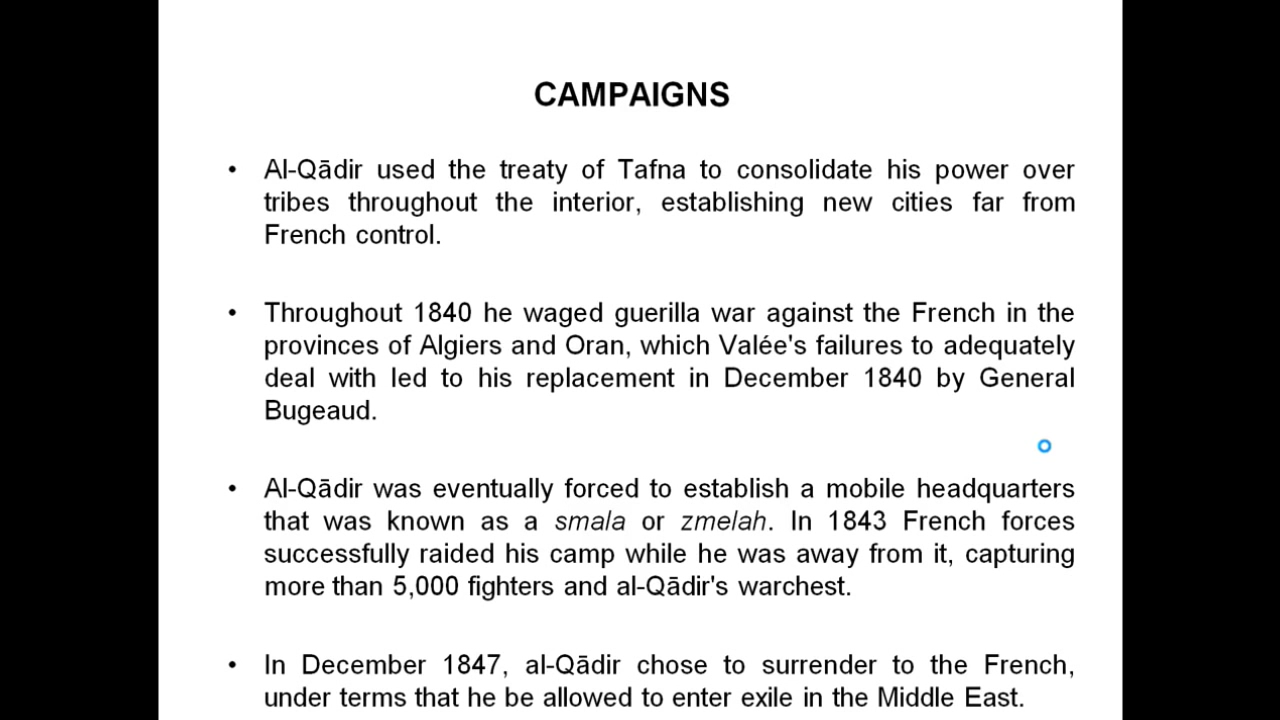 CAMPAIGNS
• Al-Qādir used the treaty of Tafna to consolidate his power over
tribes throughout the interior, establishing new cities far from
French control.
• Throughout 1840 he waged guerilla war against the French in the
provinces of Algiers and Oran, which Valée's failures to adequately
deal with led to his replacement in December 1840 by General
Bugeaud.
• Al-Qādir was eventually forced to establish a mobile headquarters
that was known as a smala or zmelah. In 1843 French forces
successfully raided his camp while he was away from it, capturing
more than 5,000 fighters and al-Qādir's warchest.
• In December 1847, al-Qādir chose to surrender to the French,
under terms that he be allowed to enter exile in the Middle East.